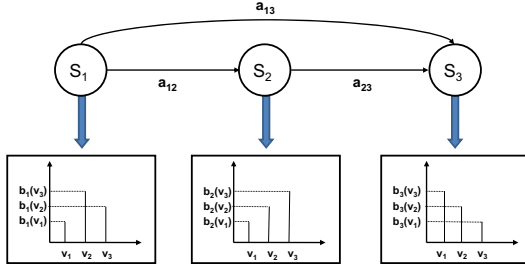 a13
S1
S2
S3
a12
a23
b1(v3)
b1(v2)
b1(v1)
v1 v2 v3
b2(v3)
b2(v2)
b2(v1)
v1 v2 v3
b3(v3)
b3(v2)
b3(v1)
v1 v2 v3